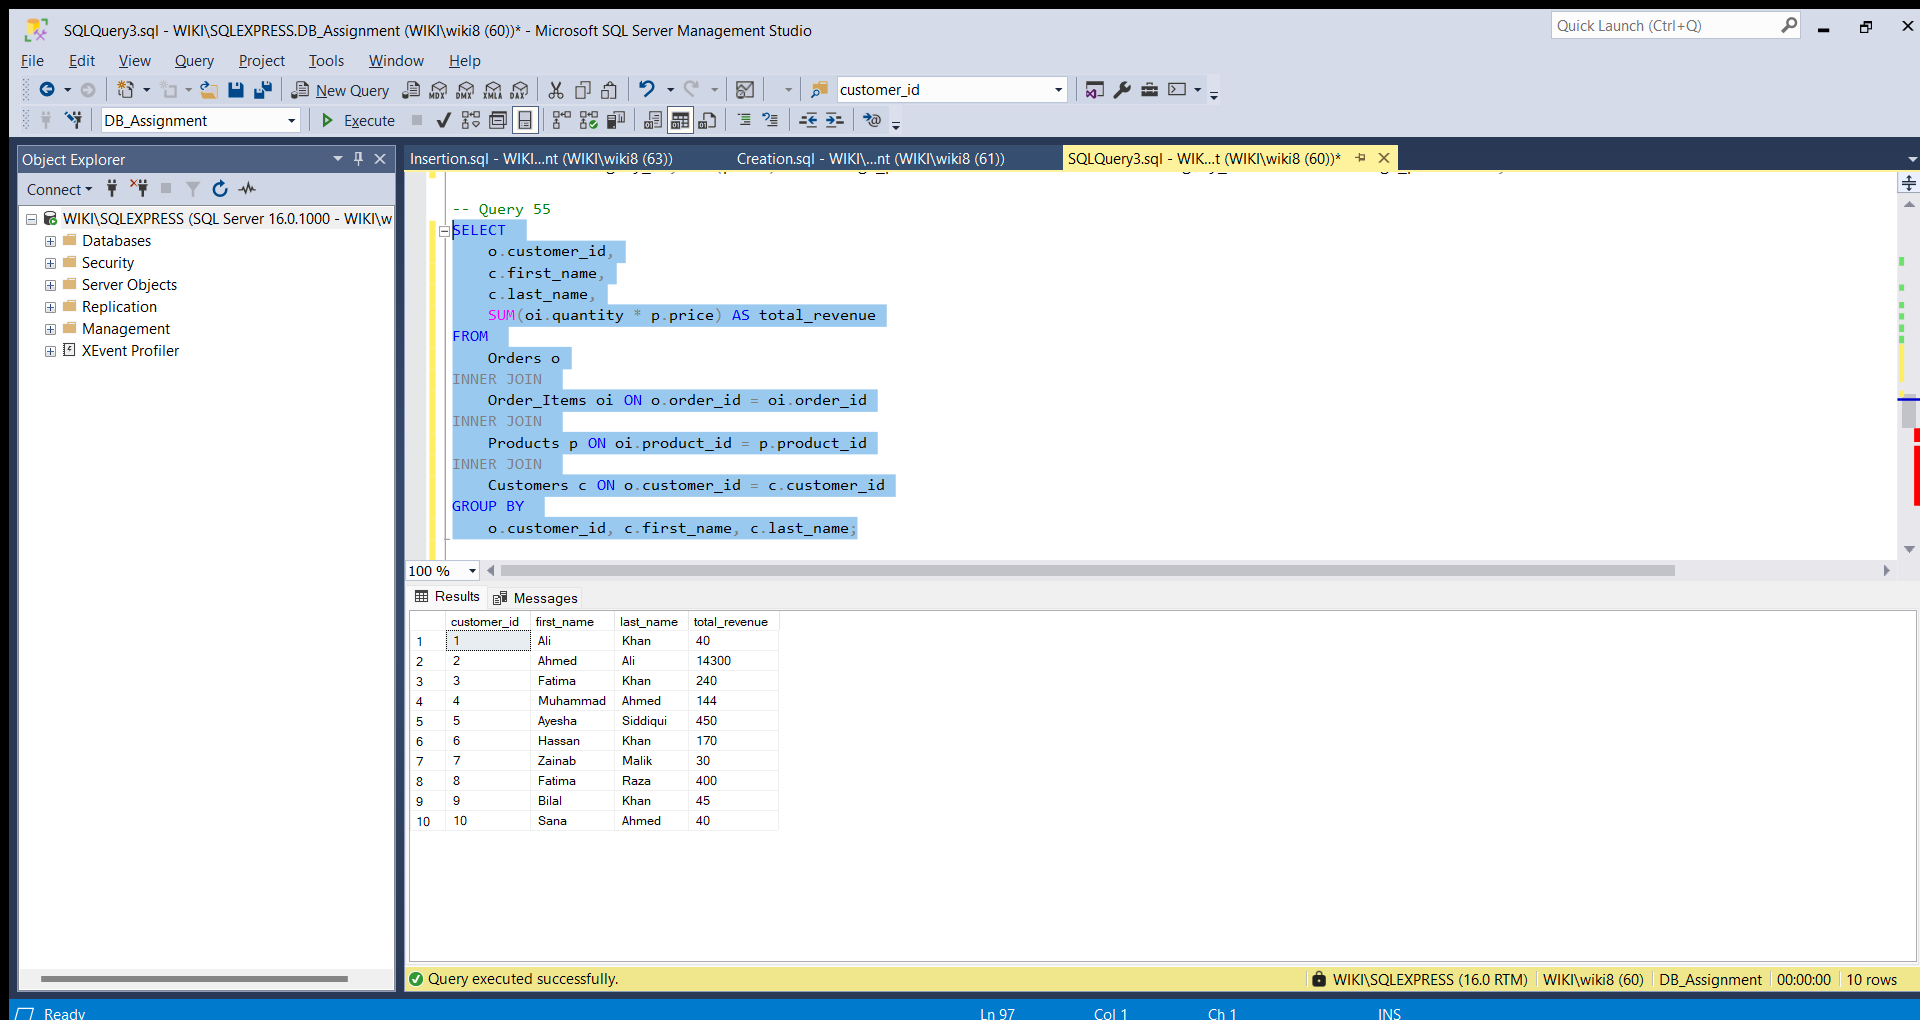 SQLQuery3.sql - WIKI\SQLEXPRESS.DB_Assignment (WIKI\wiki8 (60))* - Microsoft SQL Server Management Studio
Quick Launch (Ctrl+Q)
File Edit View Query Project Tools Window Help
New Query MDX DMX XMLA DAX customer_id
DB_Assignment Execute
Object Explorer
Connect
WIKI\SQLEXPRESS (SQL Server 16.0.1000 - WIKI\w
Databases
Security
Server Objects
Replication
Management
XEvent Profiler
Insertion.sql - WIKI...nt (WIKI\wiki8 (63)) Creation.sql - WIKI\...nt (WIKI\wiki8 (61)) SQLQuery3.sql - WIK...t (WIKI\wiki8 (60))*
-- Query 55
SELECT
o.customer_id,
c.first_name,
c.last_name,
SUM(oi.quantity * p.price) AS total_revenue
FROM
Orders o
INNER JOIN
Order_Items oi ON o.order_id = oi.order_id
INNER JOIN
Products p ON oi.product_id = p.product_id
INNER JOIN
Customers c ON o.customer_id = c.customer_id
GROUP BY
o.customer_id, c.first_name, c.last_name;
100 %
Results Messages
customer_id first_name last_name total_revenue
1 1 Ali Khan 40
2 2 Ahmed Ali 14300
3 3 Fatima Khan 240
4 4 Muhammad Ahmed 144
5 5 Ayesha Siddiqui 450
6 6 Hassan Khan 170
7 7 Zainab Malik 30
8 8 Fatima Raza 400
9 9 Bilal Khan 45
10 10 Sana Ahmed 40
Query executed successfully. WIKI\SQLEXPRESS (16.0 RTM) WIKI\wiki8 (60) DB_Assignment 00:00:00 10 rows
Ready Ln 97 Col 1 Ch 1 INS